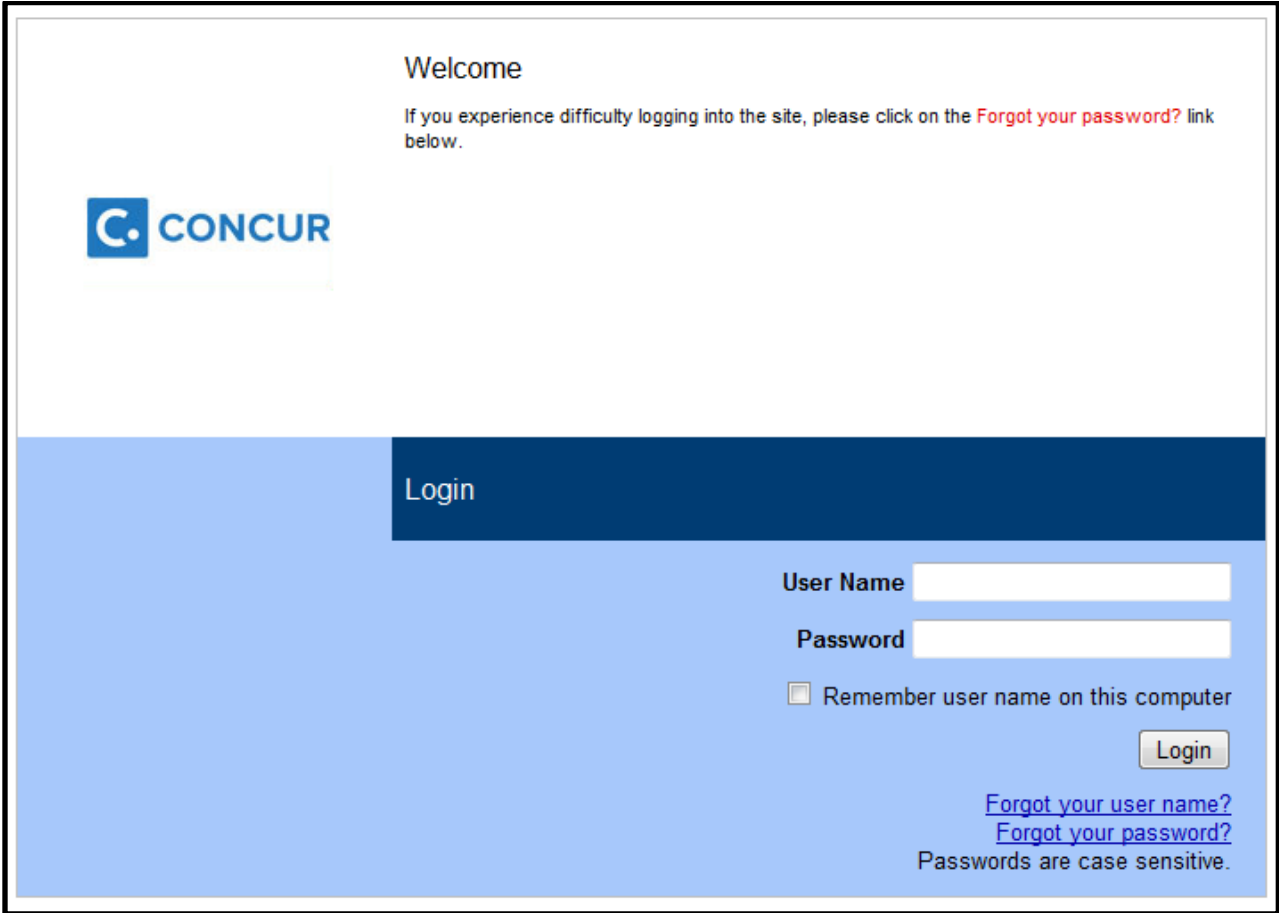 Welcome
If you experience difficulty logging into the site, please click on the Forgot your password? link
below.
C. CONCUR
Login
User Name
Password
Remember user name on this computer
Login
Forgot your user name?
Forgot your password?
Passwords are case sensitive.